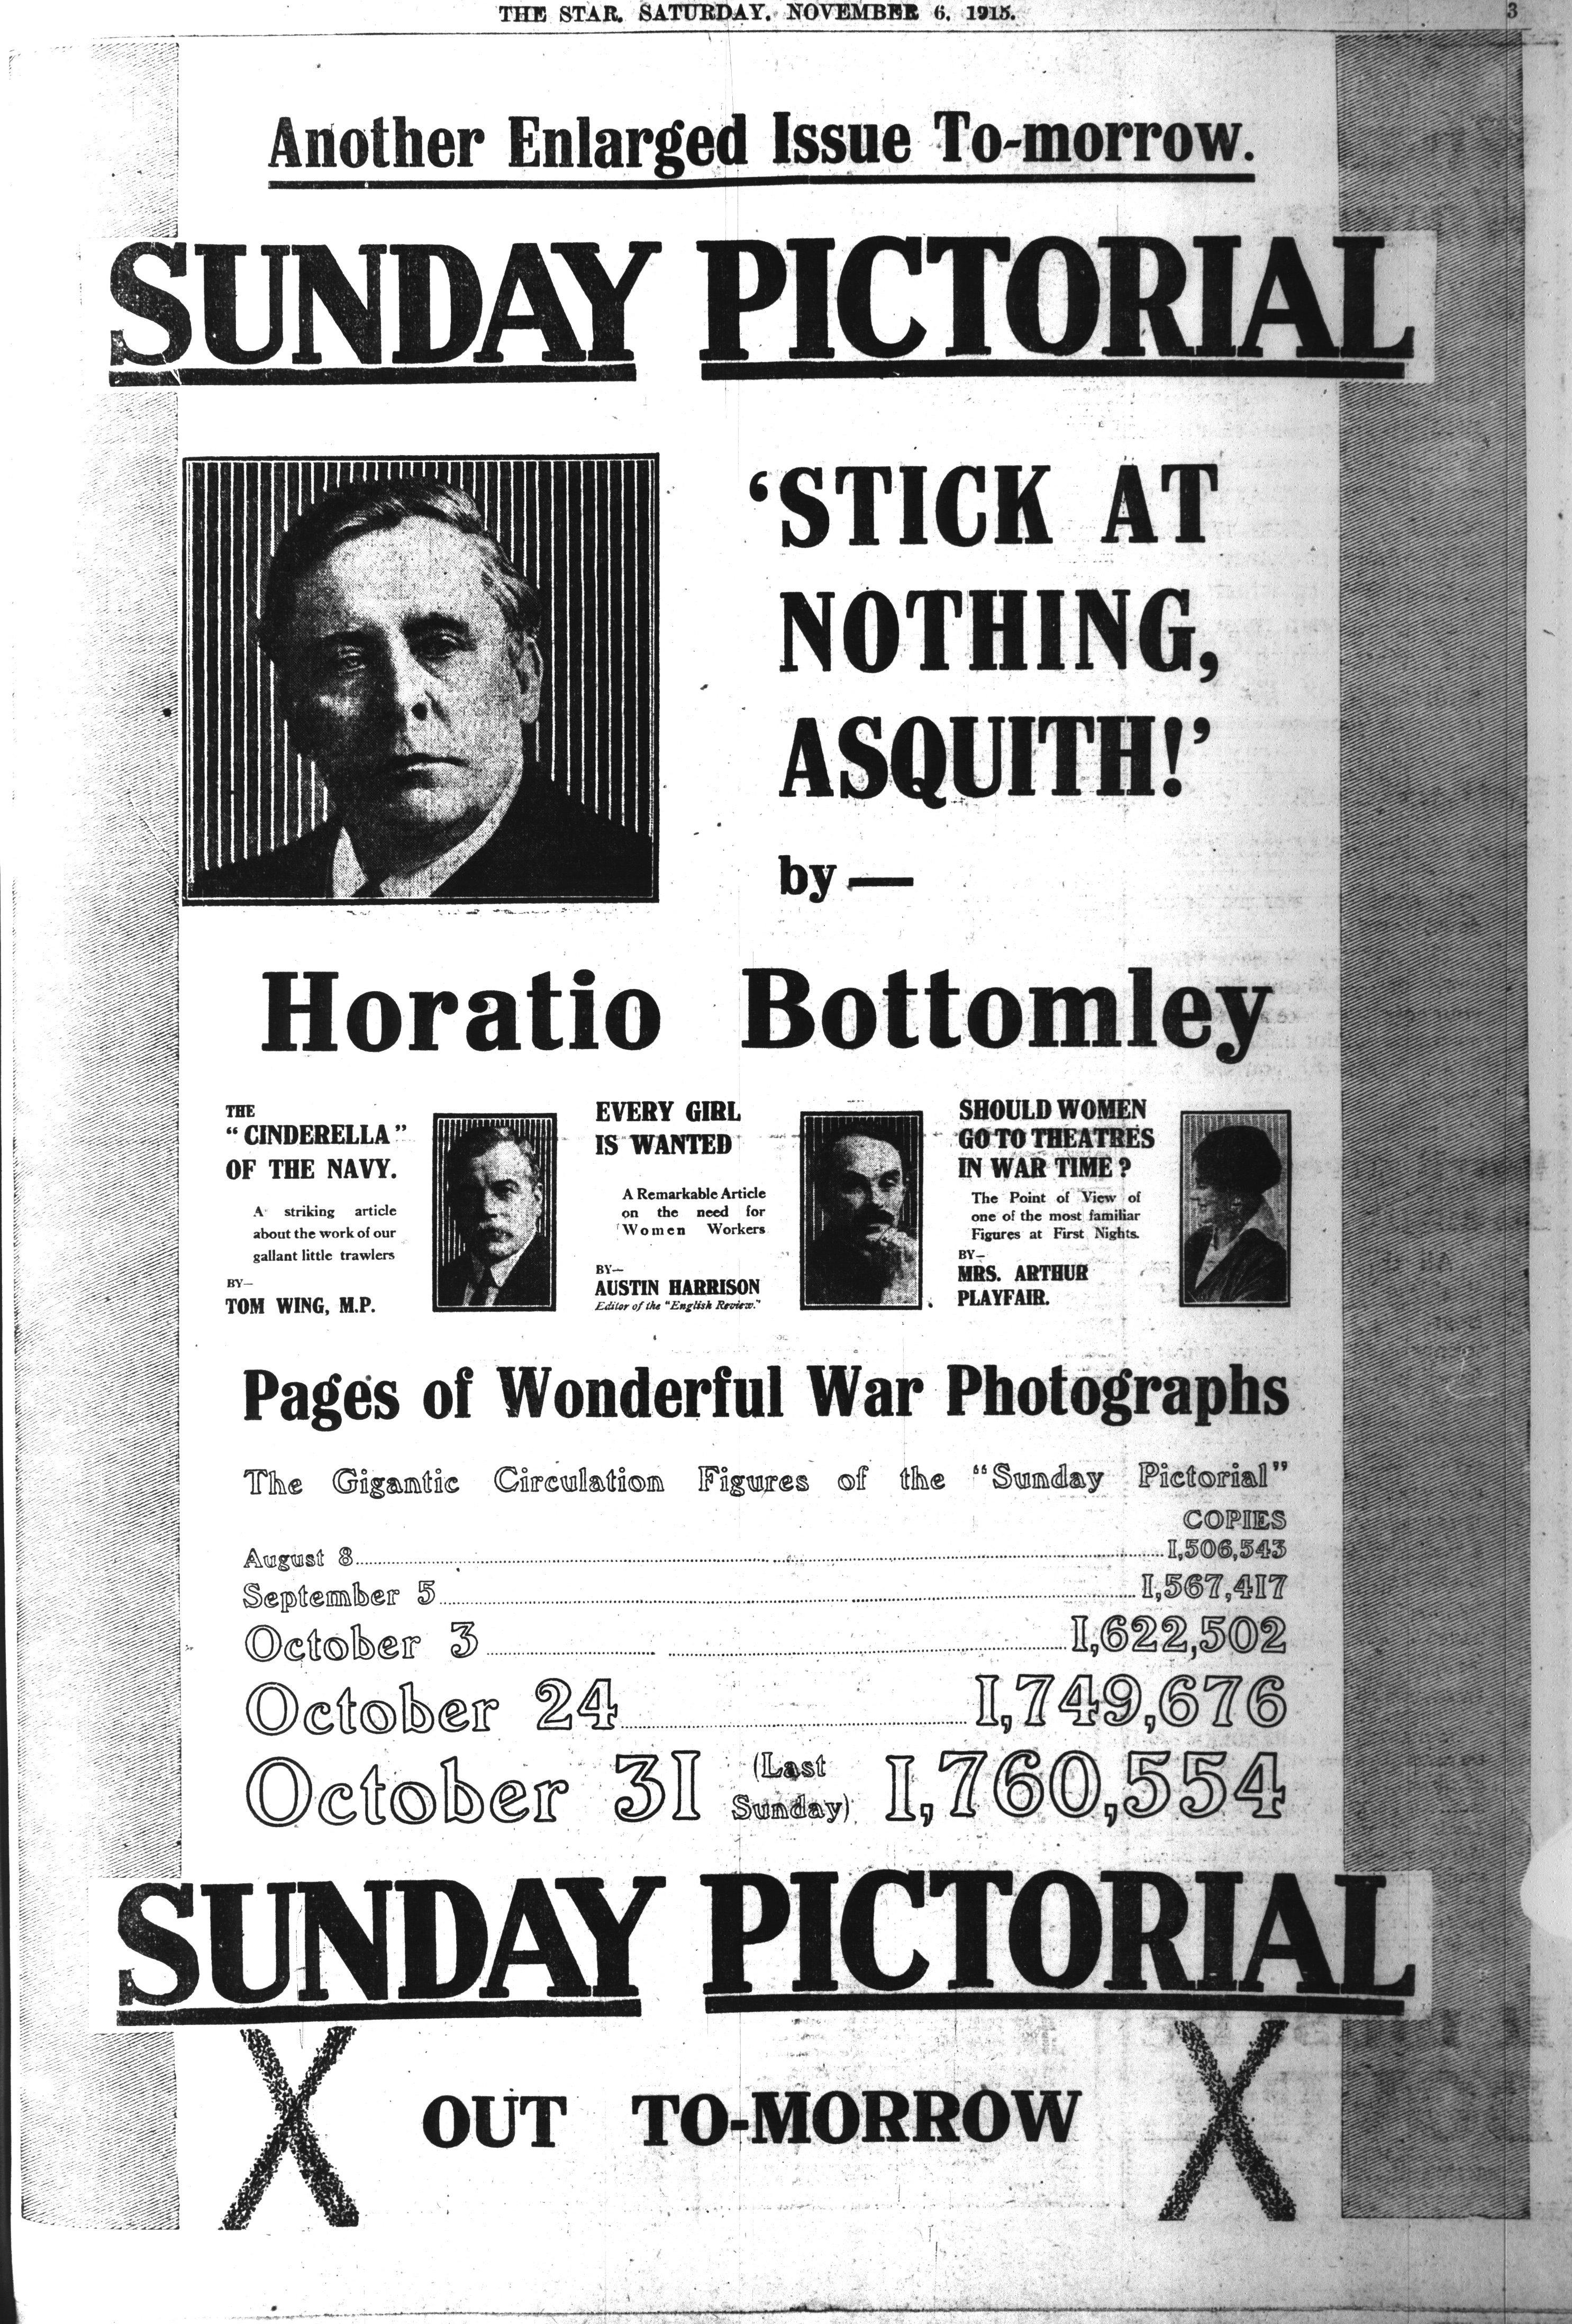 THE STAR. SATURDAY. NOVEMBER 6. 1915.
3
Another Enlarged Issue To-morrow.
SUNDAY PICTORIAL
‘STICK AT
NOTHING,
ASQUITH!’
by—
Horatio Bottomley
THE
“CINDERELLA”
OF THE NAVY.
A striking article
about the work of our
gallant little trawlers
BY—
TOM WING, M.P.
EVERY GIRL
IS WANTED
A Remarkable Article
on the need for
Women Workers
BY—
AUSTIN HARRISON
Editor of the "English Review."
SHOULD WOMEN
GO TO THEATRES
IN WAR TIME?
The Point of View of
one of the most familiar
Figures at First Nights.
BY—
MRS. ARTHUR
PLAYFAIR.
Pages of Wonderful War Photographs
The Gigantic Circulation Figures of the “Sunday Pictorial”
COPIES
August 8 1,506,543
September 5 1,567,417
October 3 1,622,502
October 24 1,749,676
October 31 (Last Sunday) 1,760,554
SUNDAY PICTORIAL
X OUT TO-MORROW X